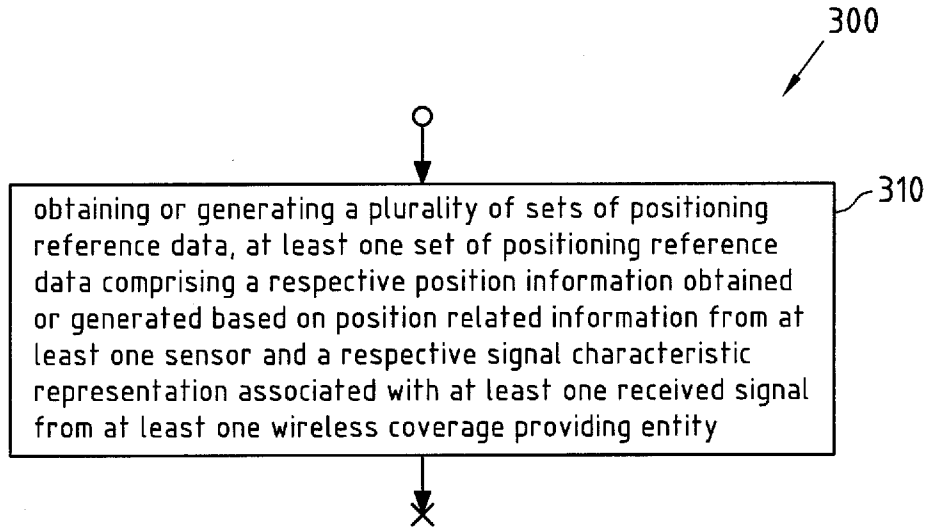 300
310
obtaining or generating a plurality of sets of positioning
reference data, at least one set of positioning reference
data comprising a respective position information obtained
or generated based on position related information from at
least one sensor and a respective signal characteristic
representation associated with at least one received signal
from at least one wireless coverage providing entity